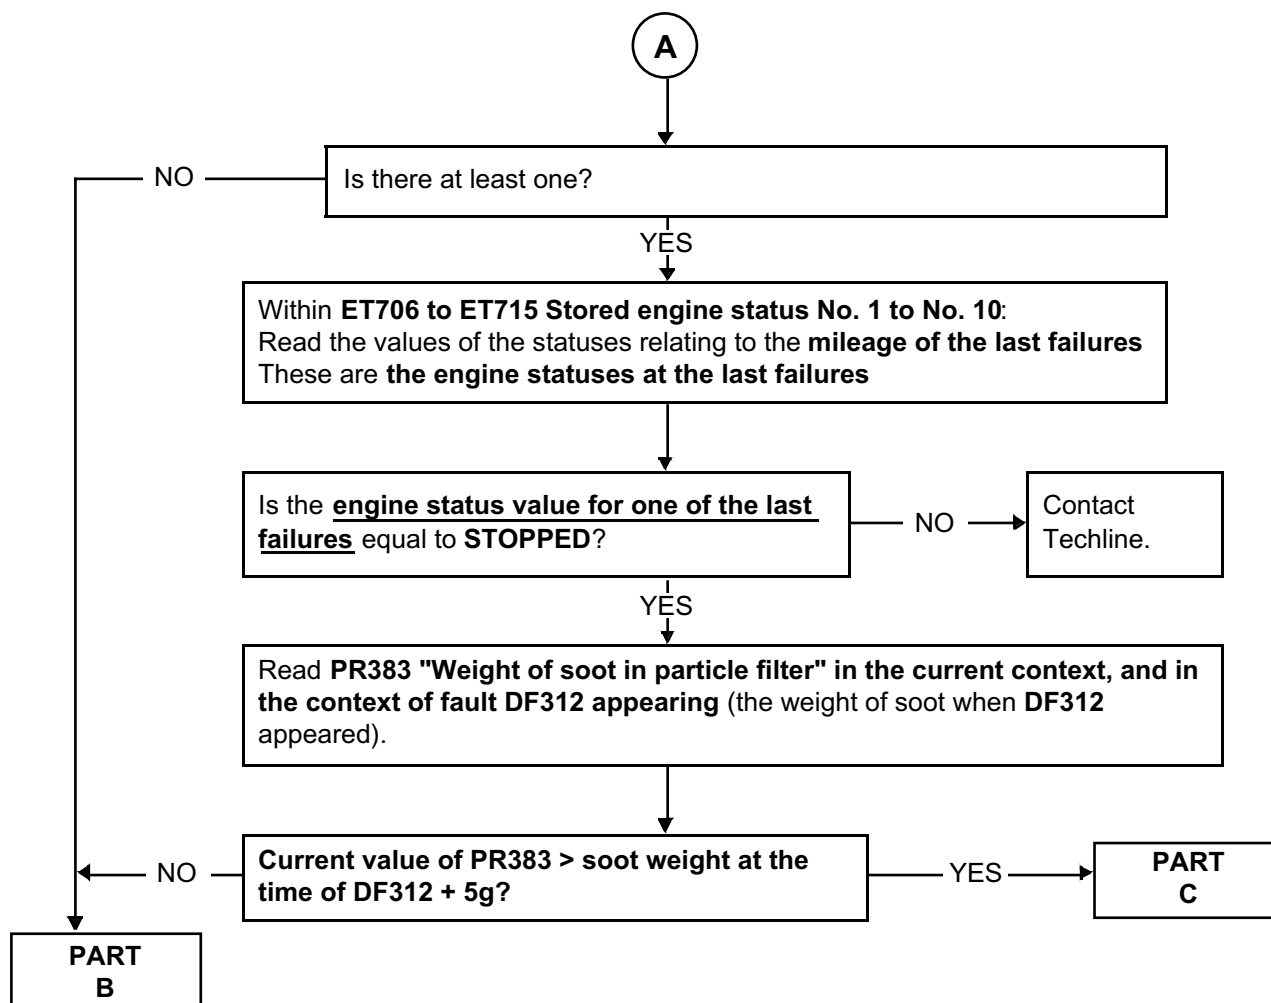 A
NO
Is there at least one?
YES
Within ET706 to ET715 Stored engine status No. 1 to No. 10:
Read the values of the statuses relating to the mileage of the last failures
These are the engine statuses at the last failures
Is the engine status value for one of the last
failures equal to STOPPED?
NO
Contact
Techline.
YES
Read PR383 "Weight of soot in particle filter" in the current context, and in
the context of fault DF312 appearing (the weight of soot when DF312
appeared).
NO
Current value of PR383 > soot weight at the
time of DF312 + 5g?
YES
PART
C
PART
B